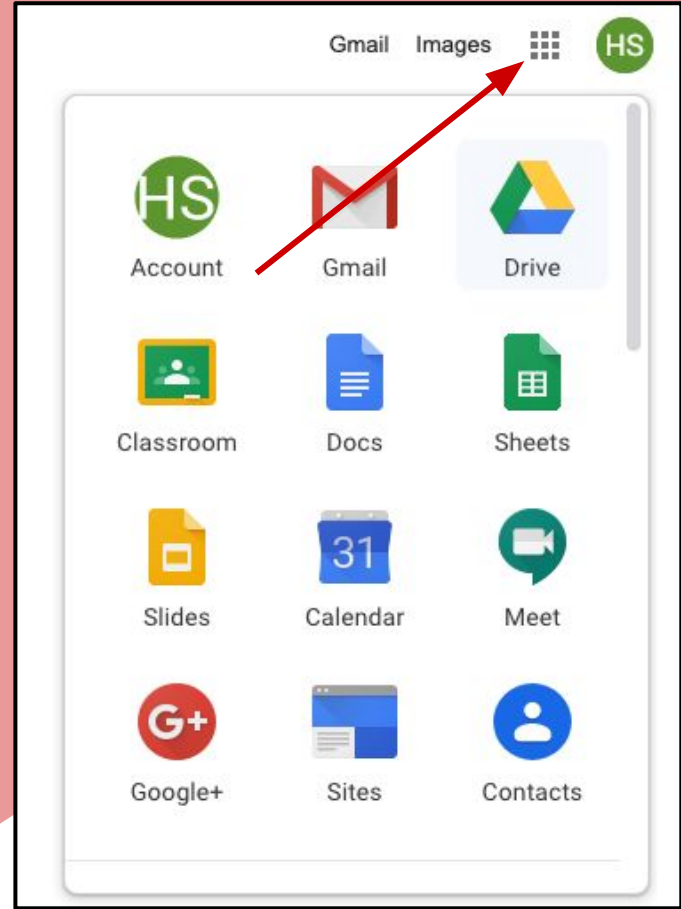 Gmail Images HS
HS
Account Gmail Drive
Classroom Docs Sheets
31
Slides Calendar Meet
G+
Google+ Sites Contacts